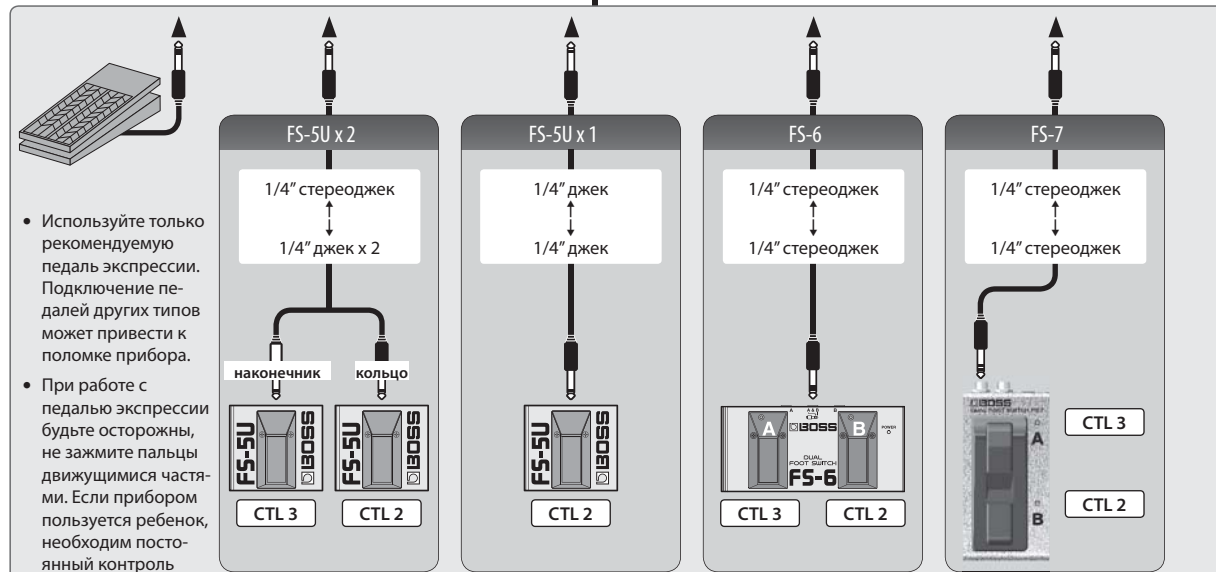 FS-5U x 2
FS-5U x 1
FS-6
FS-7
1/4” стереоджек
1/4” джек x 2
1/4” джек
1/4” джек
1/4” стереоджек
1/4” стереоджек
1/4” стереоджек
1/4” стереоджек
• Используйте только
рекомендуемую
педаль экспрессии.
Подключение пе-
далей других типов
может привести к
поломке прибора.
• При работе с
педалью экспрессии
будьте осторожны,
не зажмите пальцы
движущимися частя-
ми. Если прибором
пользуется ребенок,
необходим посто-
янный контроль
наконечник
кольцо
FS-5U
BOSS
FS-5U
BOSS
CTL 3
CTL 2
FS-5U
BOSS
CTL 2
A
A & B
B
A
BOSS
B
POWER
DUAL
FOOT SWITCH
FS-6
CTL 3
CTL 2
BOSS
DUAL FOOT SWITCH FS-7
A
B
CTL 3
CTL 2